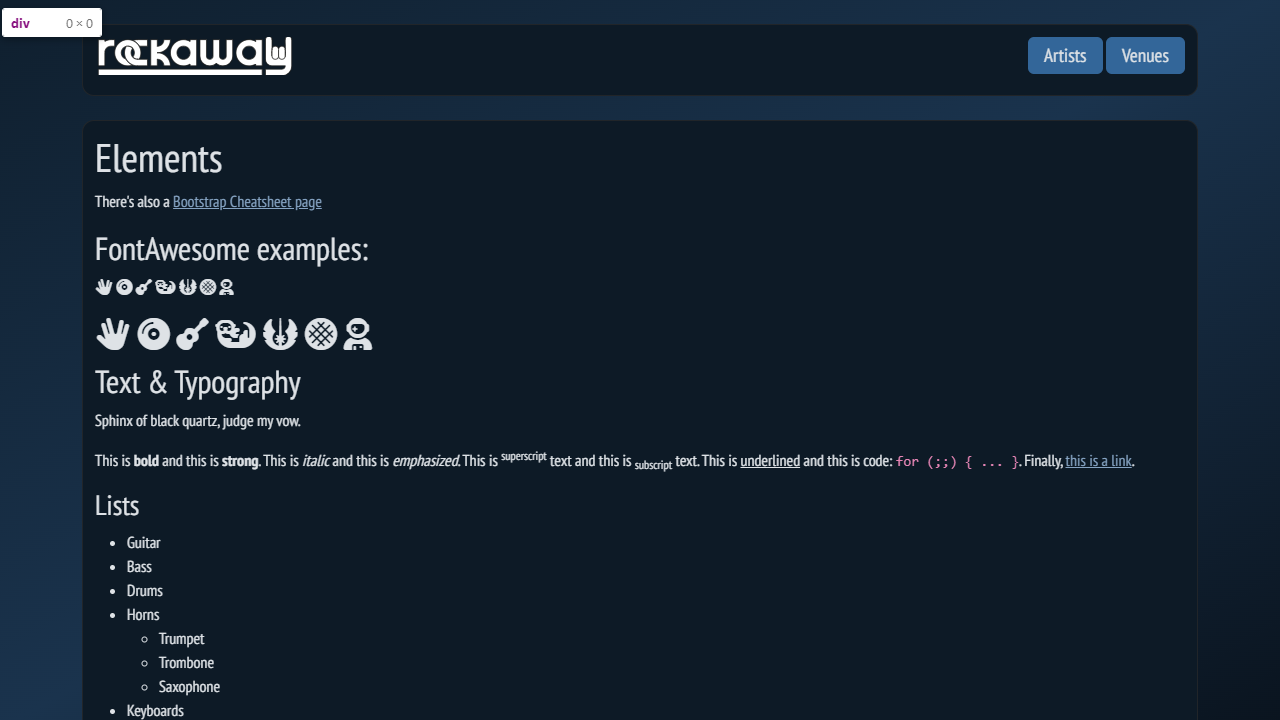 div 0 × 0
rockaway
Artists Venues
Elements
There's also a Bootstrap Cheatsheet page
FontAwesome examples:
Text & Typography
Sphinx of black quartz, judge my vow.
This is bold and this is strong. This is italic and this is emphasized. This is superscript text and this is subscript text. This is underlined and this is code: for (;;) { ... }. Finally, this is a link.
Lists
Guitar
Bass
Drums
Horns
Trumpet
Trombone
Saxophone
Keyboards